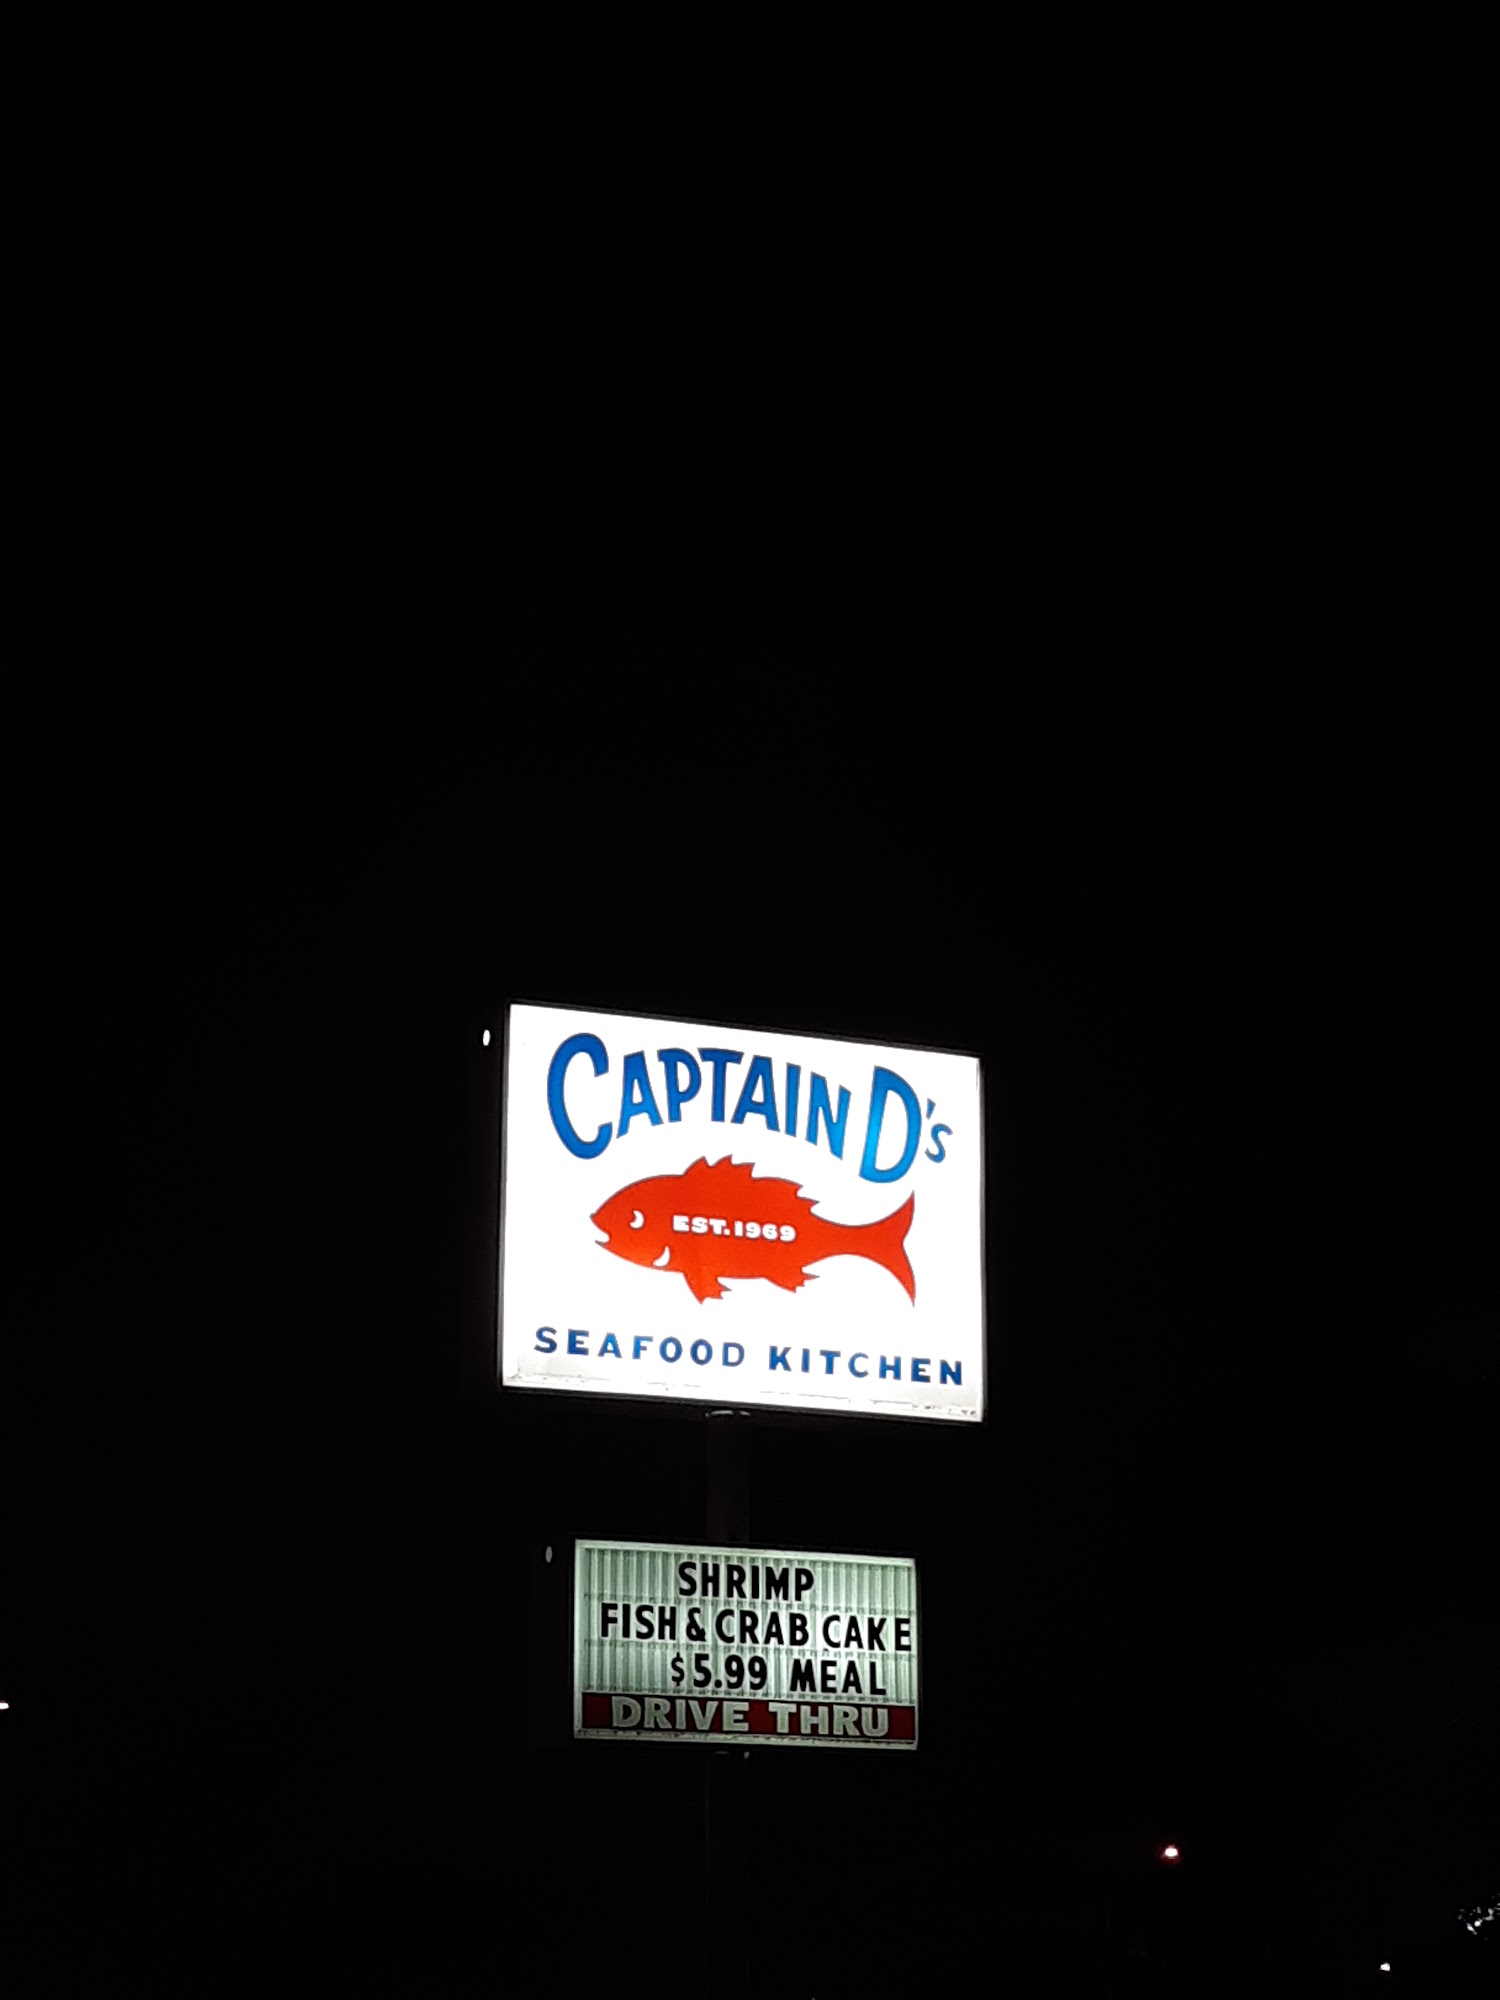 CAPTAIN D's
EST. 1969
SEAFOOD KITCHEN
SHRIMP
FISH & CRAB CAKE
$5.99 MEAL
DRIVE THRU